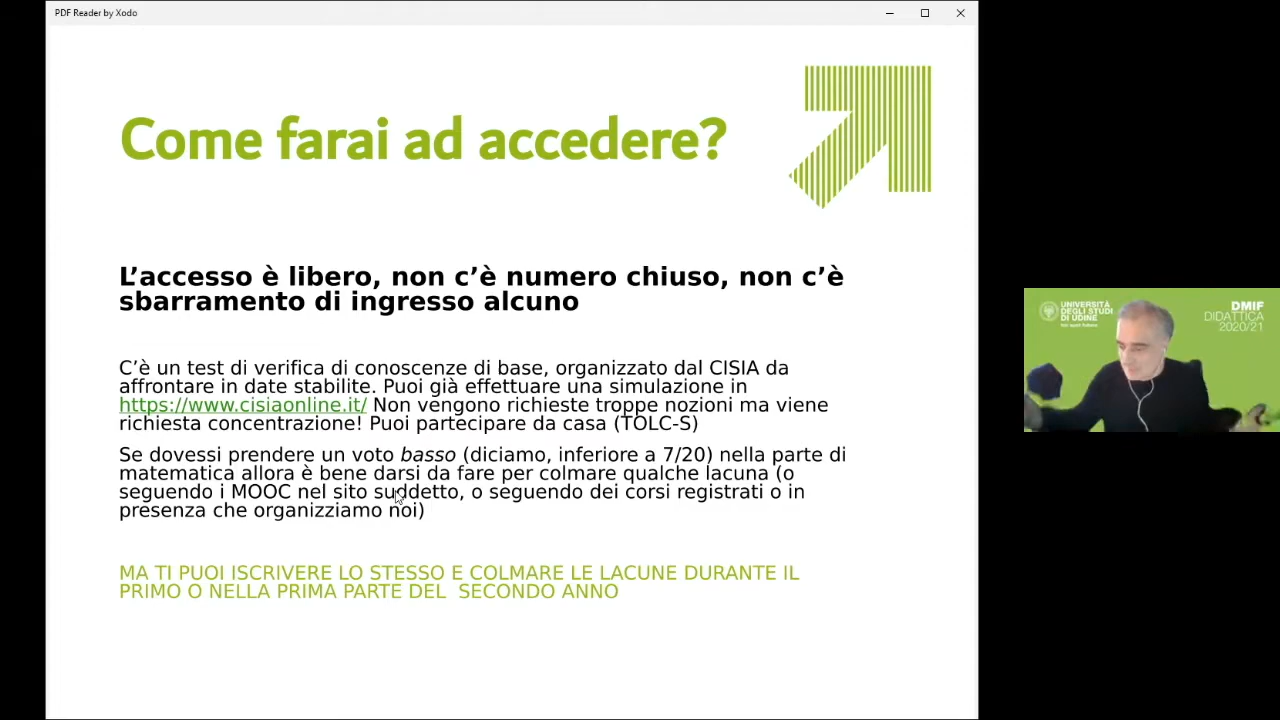 PDF Reader by Xodo
Come farai ad accedere?
L’accesso è libero, non c’è numero chiuso, non c’è
sbarramento di ingresso alcuno
C’è un test di verifica di conoscenze di base, organizzato dal CISIA da
affrontare in date stabilite. Puoi già effettuare una simulazione in
https://www.cisiaonline.it/ Non vengono richieste troppe nozioni ma viene
richiesta concentrazione! Puoi partecipare da casa (TOLC-S)
Se dovessi prendere un voto basso (diciamo, inferiore a 7/20) nella parte di
matematica allora è bene darsi da fare per colmare qualche lacuna (o
seguendo i MOOC nel sito suddetto, o seguendo dei corsi registrati o in
presenza che organizziamo noi)
MA TI PUOI ISCRIVERE LO STESSO E COLMARE LE LACUNE DURANTE IL
PRIMO O NELLA PRIMA PARTE DEL  SECONDO ANNO
UNIVERSITÀ
DEGLI STUDI
DI UDINE
DMIF
DIDATTICA
2020/21